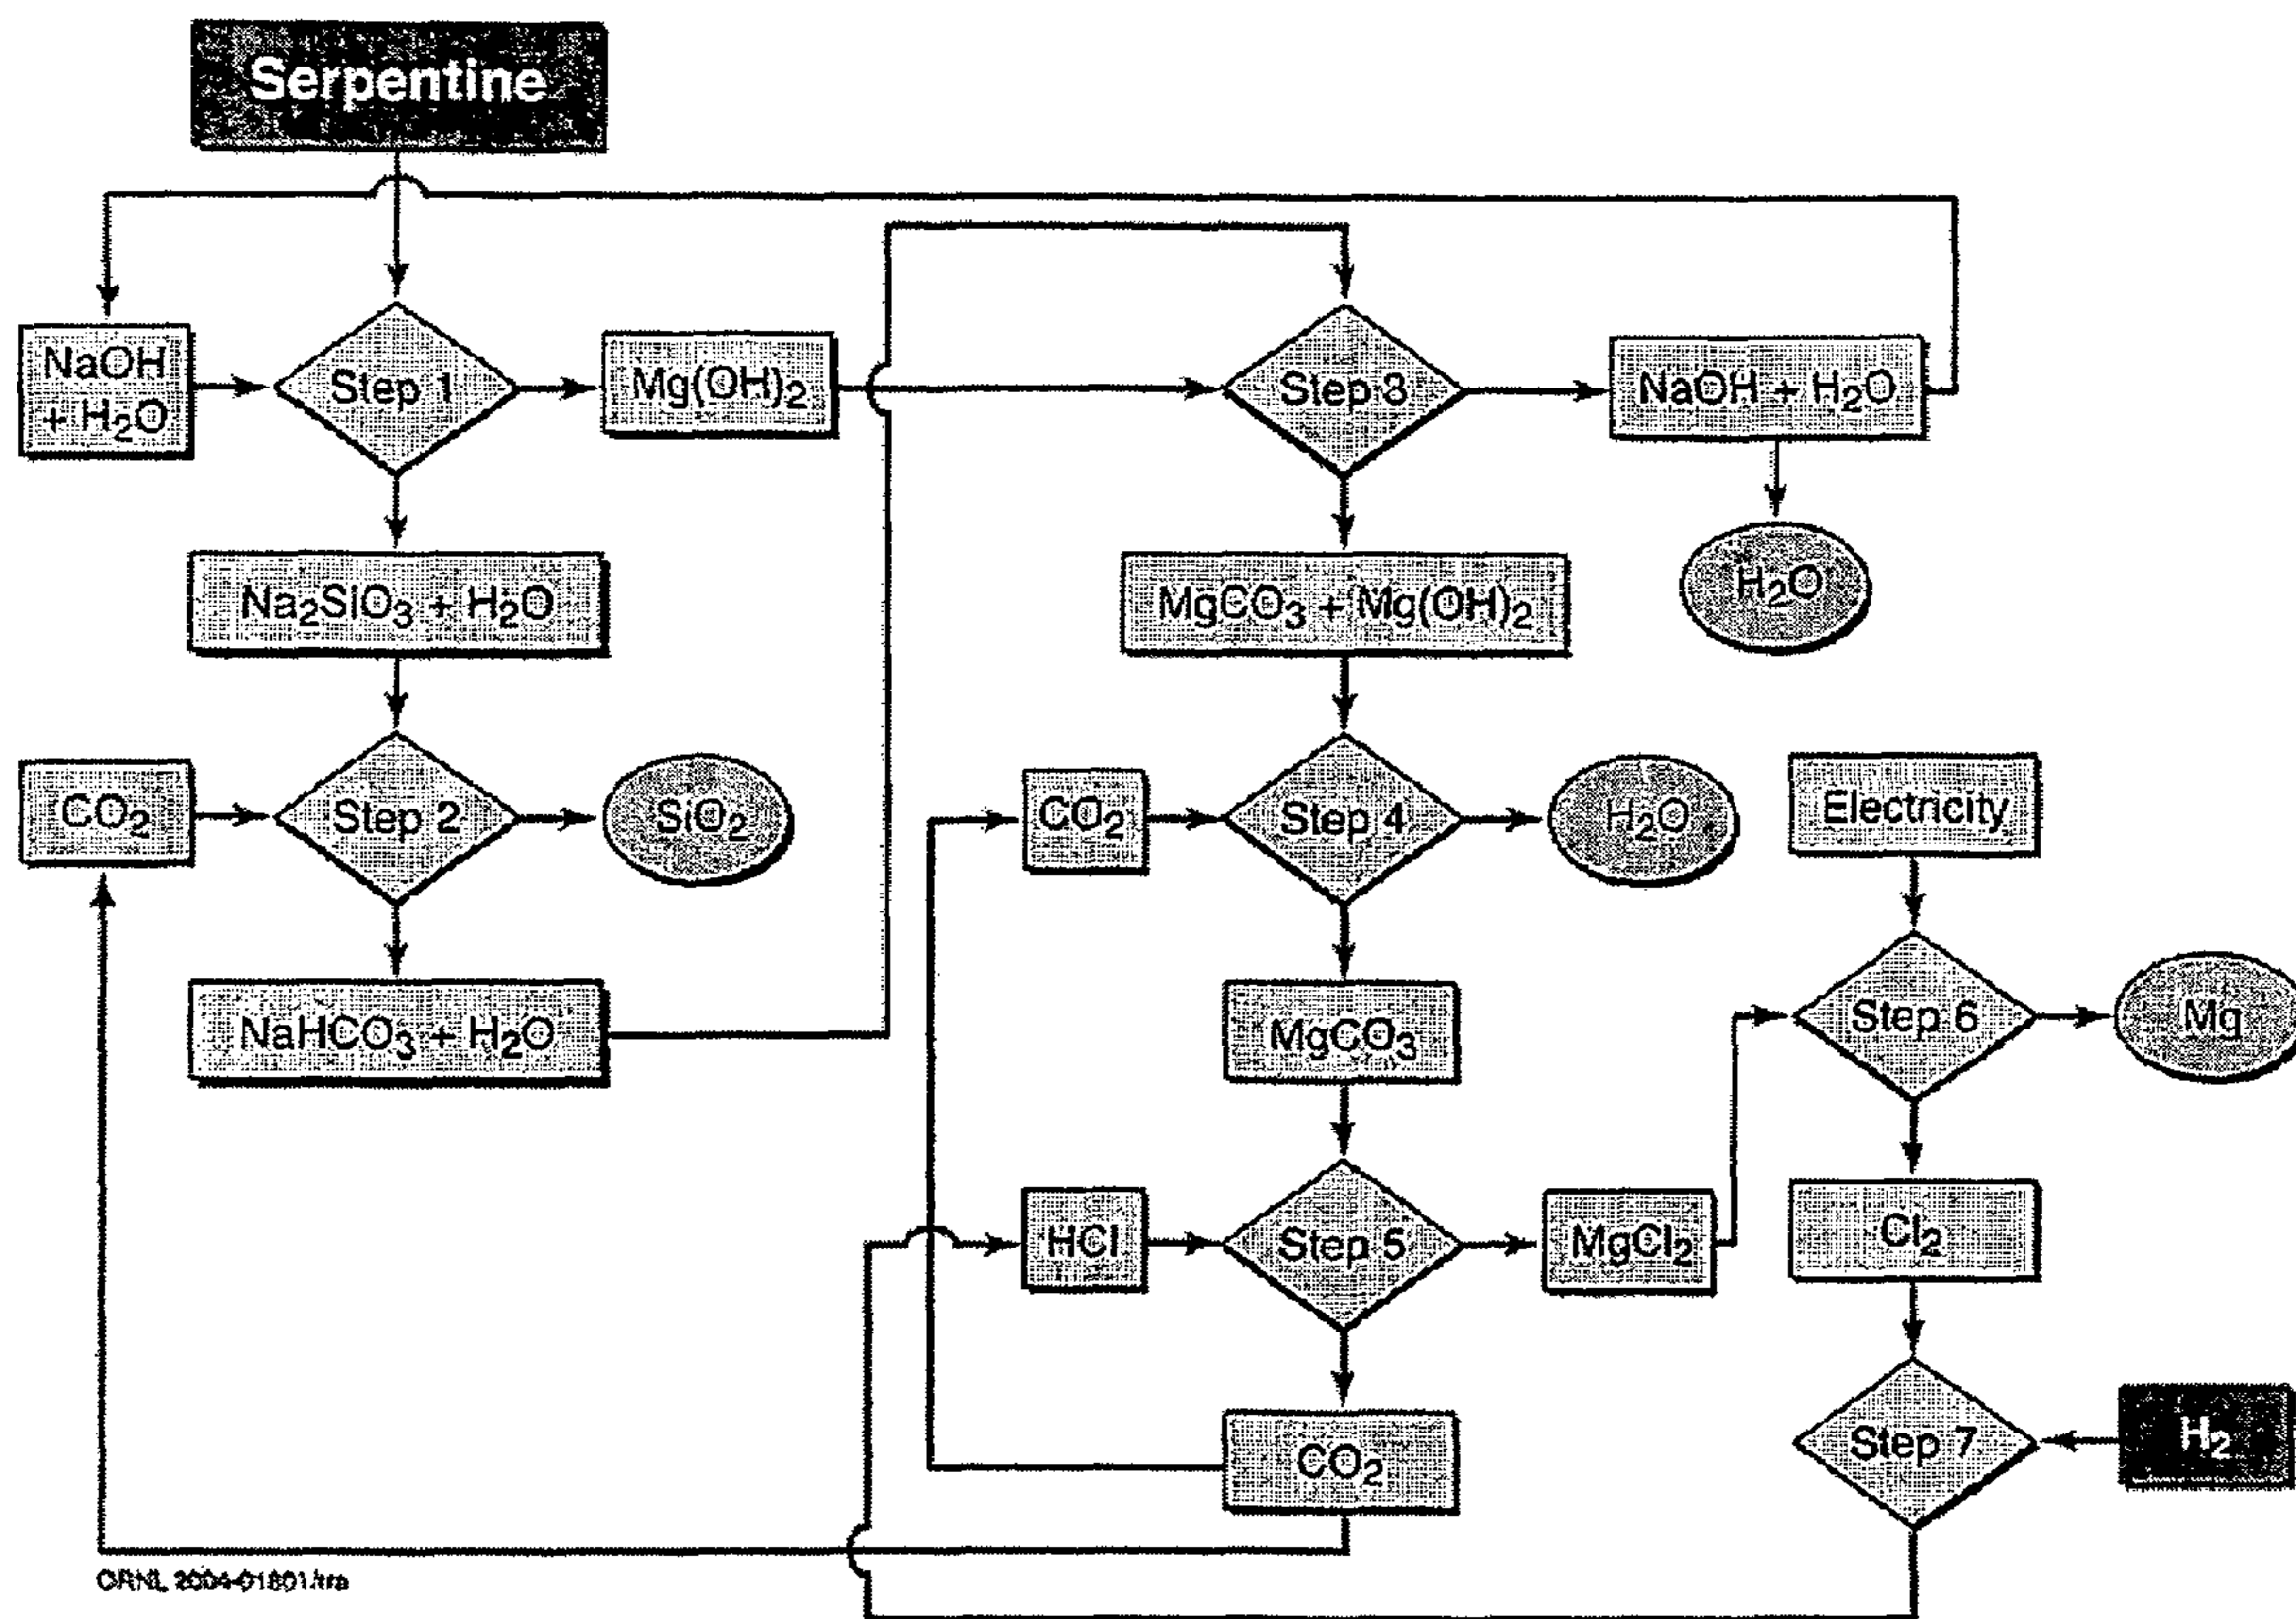 Serpentine
NaOH
+ H₂O
Step 1
Mg(OH)₂
Step 3
NaOH + H₂O
Na₂SiO₃ + H₂O
MgCO₃ + Mg(OH)₂
H₂O
CO₂
Step 2
SiO₂
CO₂
Step 4
H₂O
Electricity
NaHCO₃ + H₂O
MgCO₃
Step 6
Mg
HCl
Step 5
MgCl₂
Cl₂
CO₂
Step 7
H₂
ORNL 2004-01801/